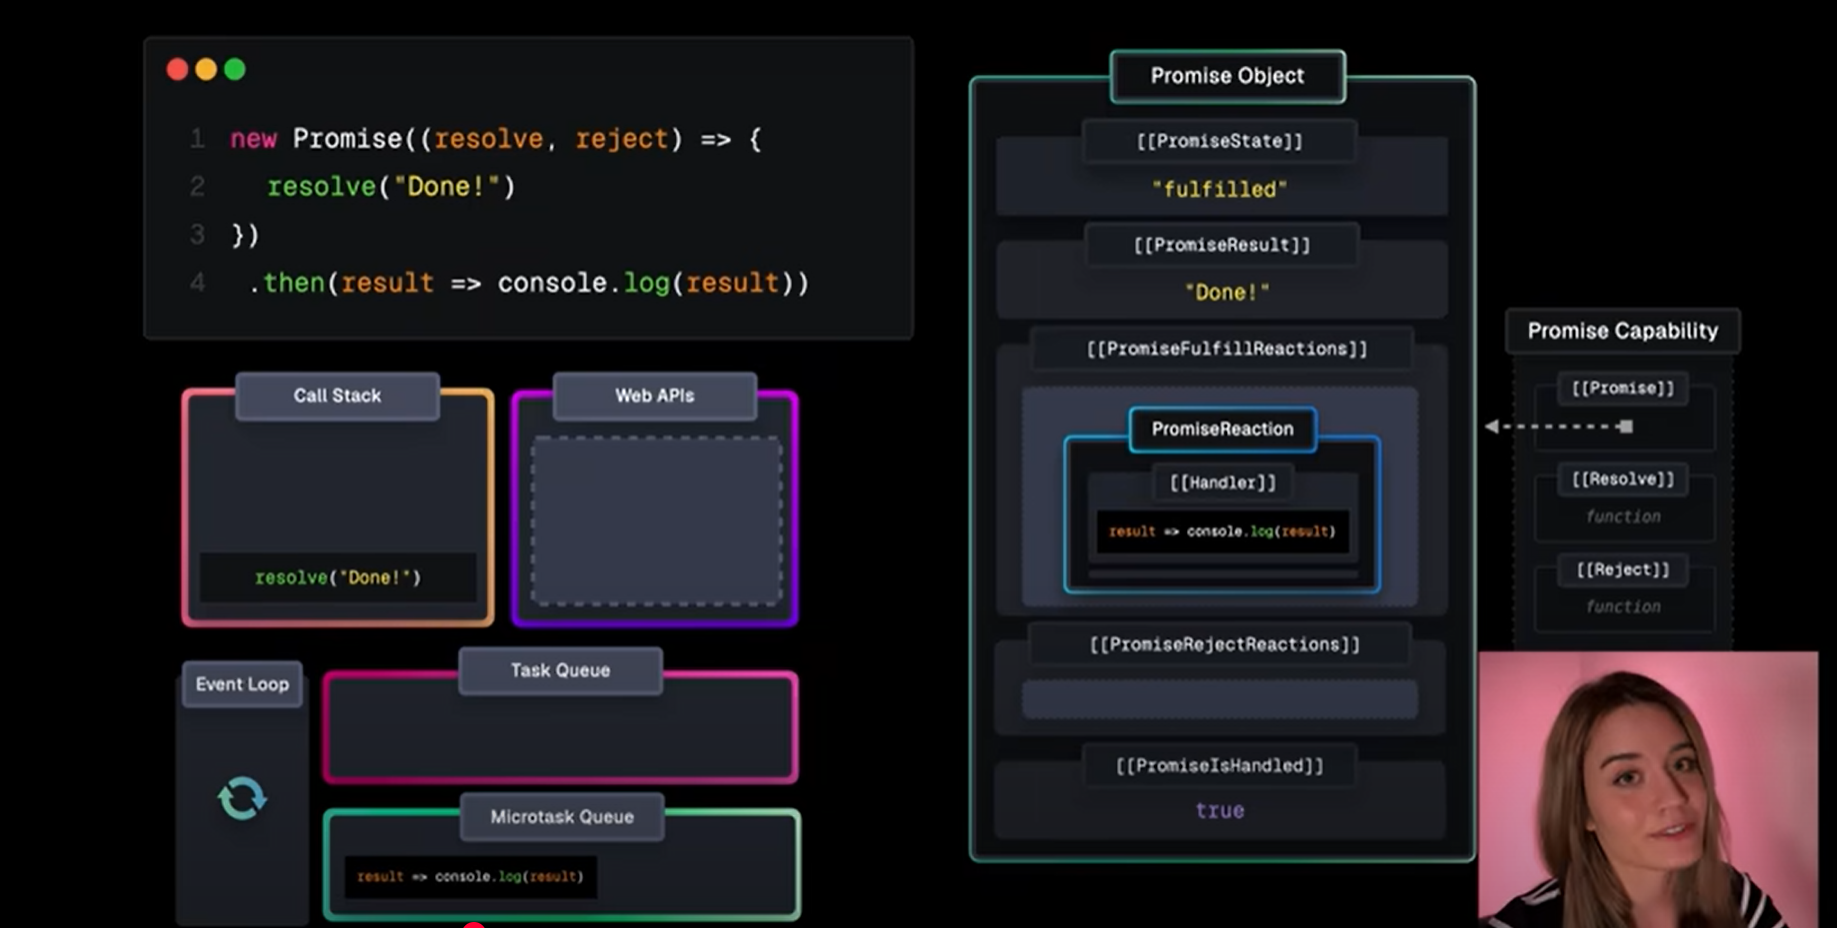 1 new Promise((resolve, reject) => {
2 resolve("Done!")
3 })
4 .then(result => console.log(result))
Call Stack
resolve("Done!")
Web APIs
Event Loop
Task Queue
Microtask Queue
result => console.log(result)
Promise Object
[[PromiseState]]
"fulfilled"
[[PromiseResult]]
"Done!"
[[PromiseFulfillReactions]]
PromiseReaction
[[Handler]]
result => console.log(result)
[[PromiseRejectReactions]]
[[PromiseIsHandled]]
true
Promise Capability
[[Promise]]
[[Resolve]]
function
[[Reject]]
function